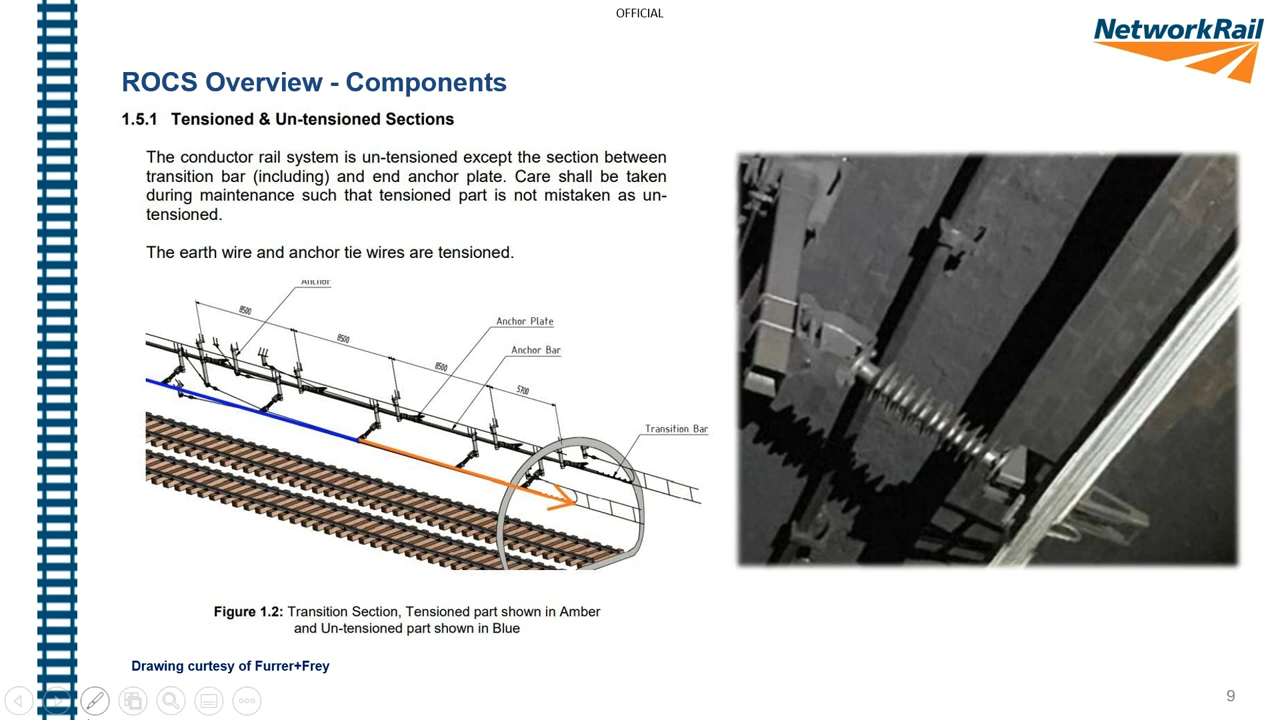 OFFICIAL
NetworkRail
ROCS Overview - Components
1.5.1 Tensioned & Un-tensioned Sections
The conductor rail system is un-tensioned except the section between
transition bar (including) and end anchor plate. Care shall be taken
during maintenance such that tensioned part is not mistaken as un-
tensioned.
The earth wire and anchor tie wires are tensioned.
Anchor
8500
8500
8500
5700
Anchor Plate
Anchor Bar
Transition Bar
Figure 1.2: Transition Section, Tensioned part shown in Amber
and Un-tensioned part shown in Blue
Drawing curtesy of Furrer+Frey
9